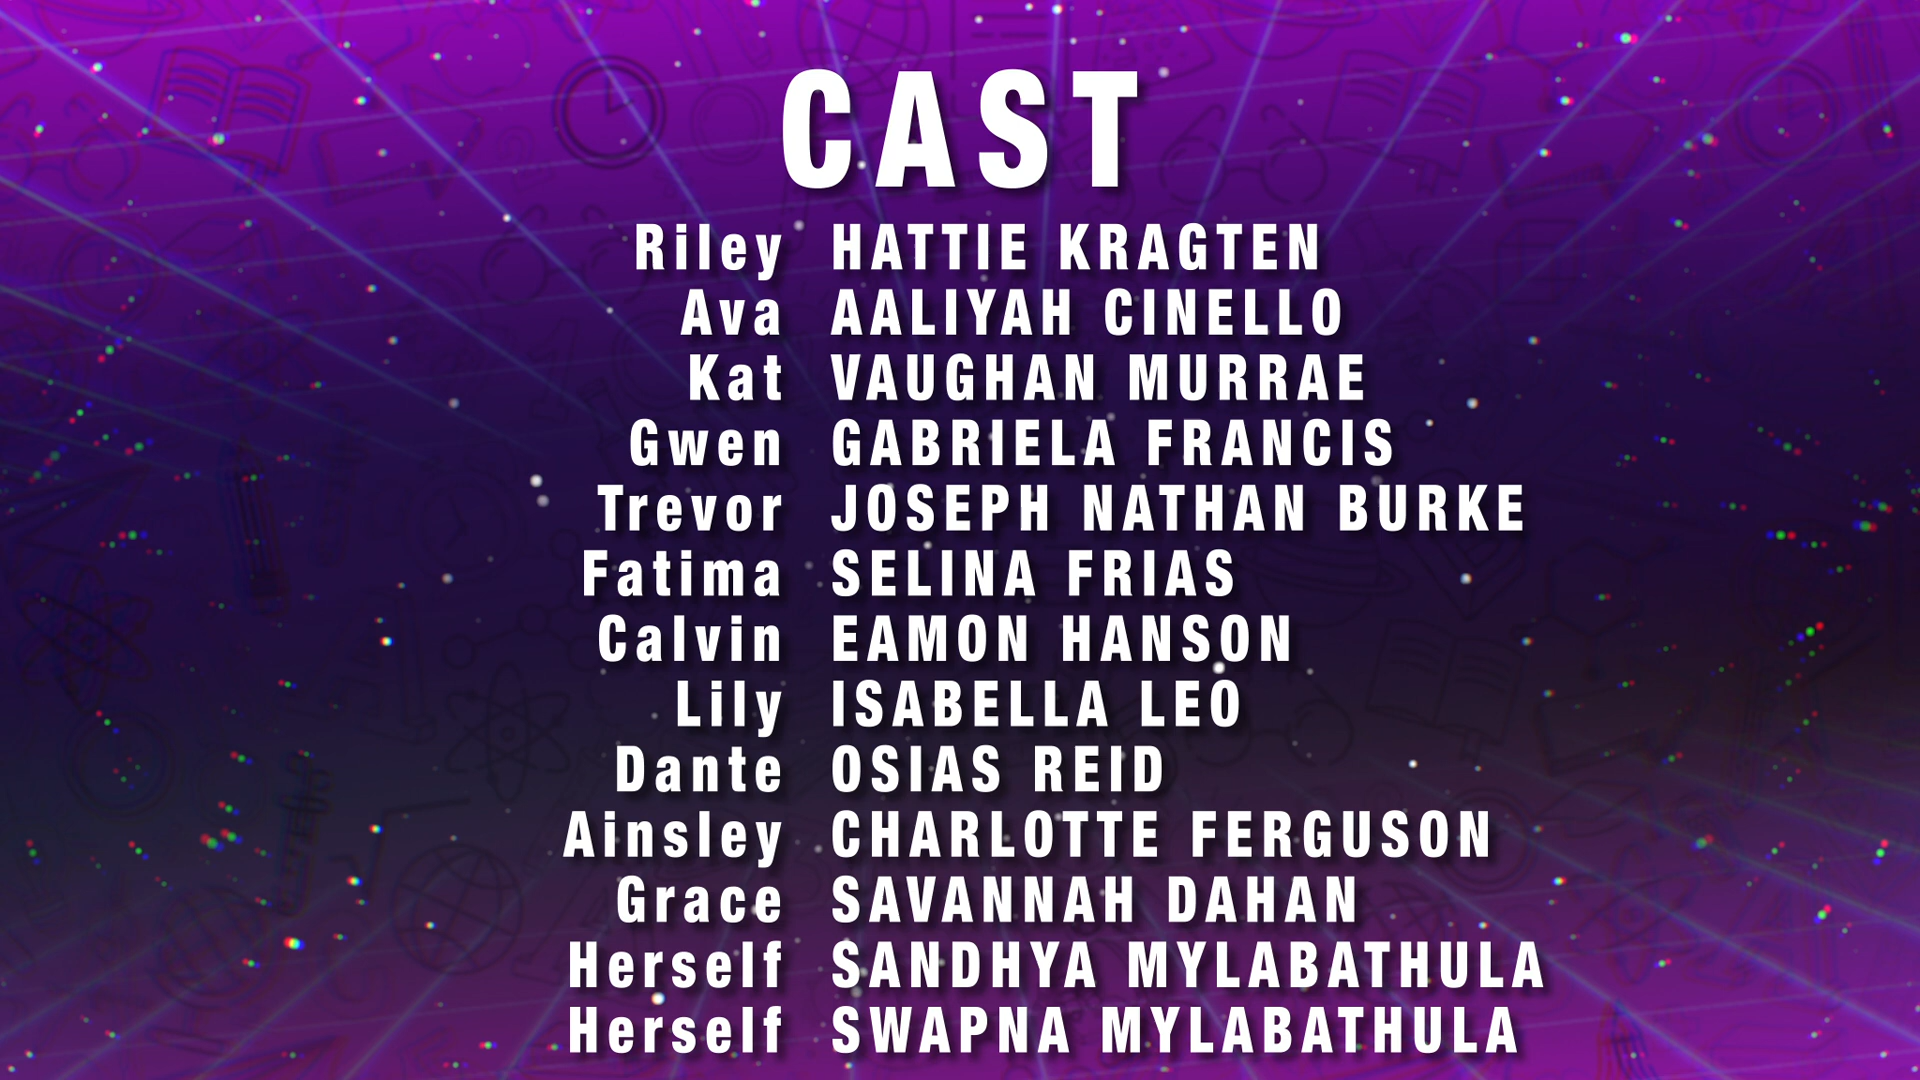 CAST
Riley HATTIE KRAGTEN
Ava AALIYAH CINELLO
Kat VAUGHAN MURRAE
Gwen GABRIELA FRANCIS
Trevor JOSEPH NATHAN BURKE
Fatima SELINA FRIAS
Calvin EAMON HANSON
Lily ISABELLA LEO
Dante OSIAS REID
Ainsley CHARLOTTE FERGUSON
Grace SAVANNAH DAHAN
Herself SANDHYA MYLABATHULA
Herself SWAPNA MYLABATHULA